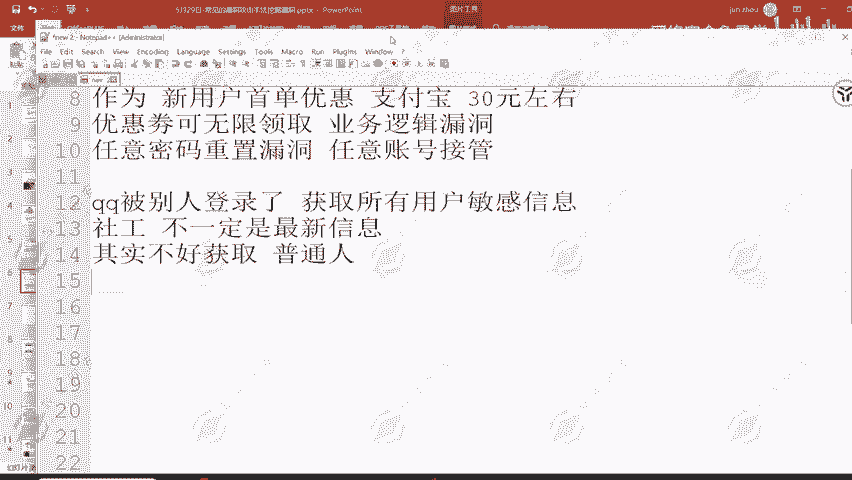 5月29日-常见的漏洞攻击手法挖掘漏洞.pptx - PowerPoint
图片工具
jun zhou
文件
*new 2 - Notepad++ [Administrator]
File Edit Search View Encoding Language Settings Tools Macro Run Plugins Window ?
8 作为 新用户首单优惠 支付宝 30元左右
9 优惠券可无限领取 业务逻辑漏洞
10 任意密码重置漏洞 任意账号接管
11
12 qq被别人登录了 获取所有用户敏感信息
13 社工 不一定是最新信息
14 其实不好获取 普通人
15
16
17
18
19
20
21
22